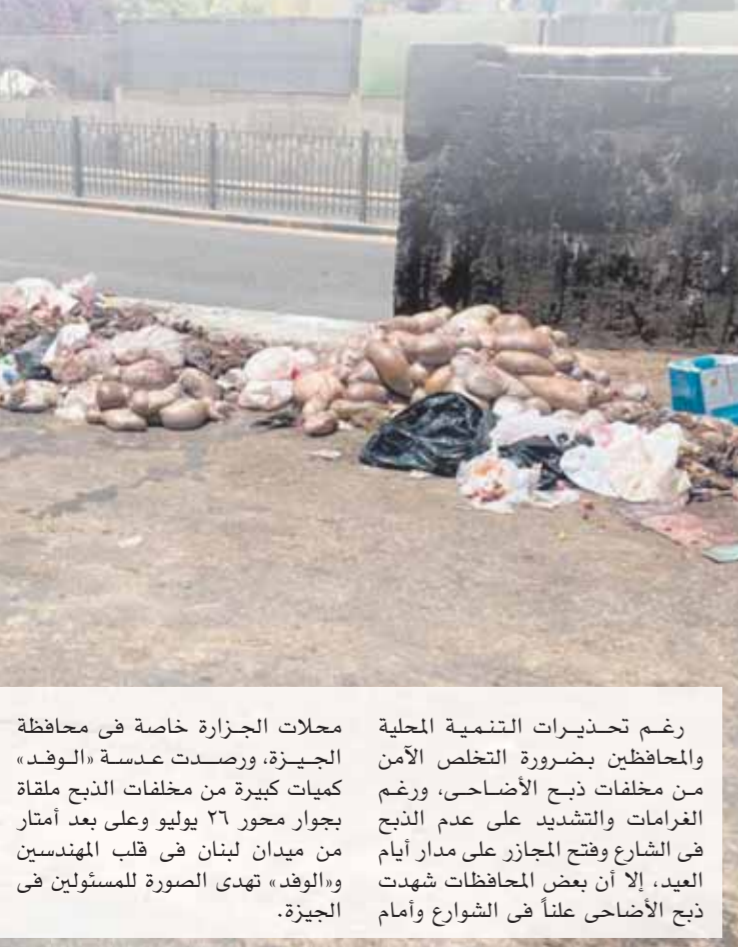 رغم تحذيرات التنمية المحلية
والمحافظين بضرورة التخلص الآمن
من مخلفات ذبح الأضاحى، ورغم
الغرامات والتشديد على عدم الذبح
فى الشارع وفتح المجازر على مدار أيام
العيد، إلا أن بعض المحافظات شهدت
ذبح الأضاحى علناً فى الشوارع وأمام
محلات الجزارة خاصة فى محافظة
الجيزة، ورصدت عدسة «الوفد»
كميات كبيرة من مخلفات الذبح ملقاة
بجوار محور ٢٦ يوليو وعلى بعد أمتار
من ميدان لبنان فى قلب المهندسين
و«الوفد» تهدى الصورة للمسئولين فى
الجيزة.